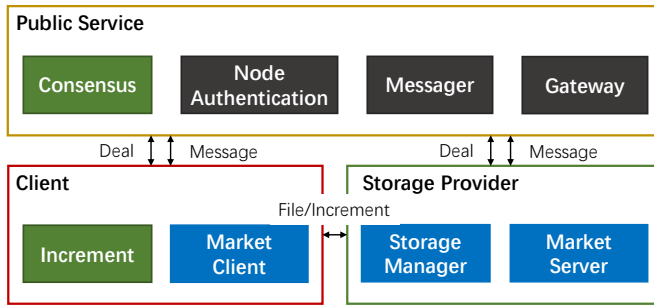 Public Service
Consensus
Node
Authentication
Messager
Gateway
Deal
Message
Deal
Message
Client
Storage Provider
File/Increment
Increment
Market
Client
Storage
Manager
Market
Server